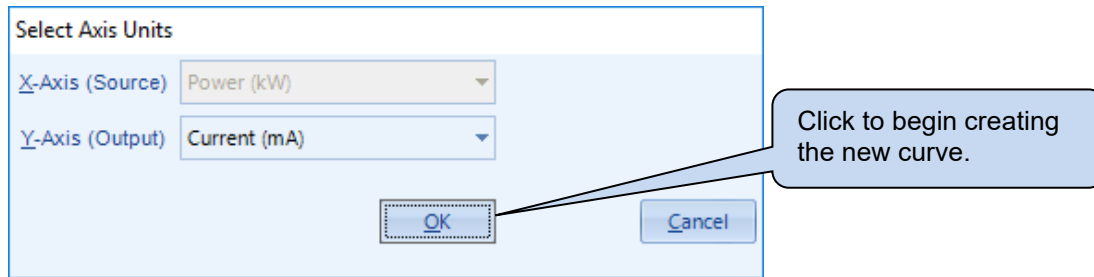 Select Axis Units
X-Axis (Source) Power (kW)
Y-Axis (Output) Current (mA)
Click to begin creating
the new curve.
OK Cancel